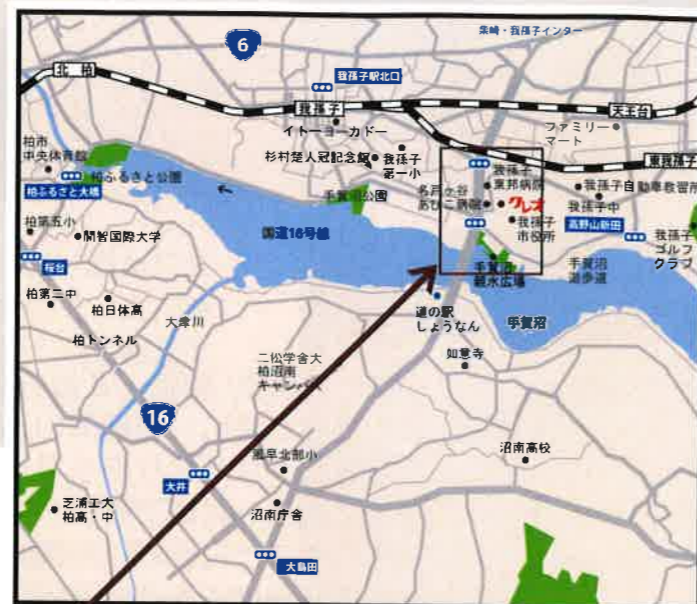 6
我孫子インター
北柏
我孫子駅北口
我孫子
天王台
イトーヨーカドー
ファミリー
マート
柏市
中央体育館
杉村楚人冠記念館
我孫子
第一小
東我孫子
柏ふるさと公園
柏ふるさと大橋
手賀沼公園
我孫子
東邦病院
名戸ヶ谷
あびこ病院
クレオ
我孫子自動車教習所
我孫子中
我孫子
市役所
高野山新田
柏第五小
開智国際大学
国道16号線
我孫子
ゴルフ
クラブ
桜台
手賀沼
親水広場
手賀沼
遊歩道
柏第二中
柏日体高
大津川
道の駅
しょうなん
手賀沼
柏トンネル
二松学舎大
柏沼南
キャンパス
如意寺
16
風早北部小
沼南高校
大井
芝浦工大
柏高・中
沼南庁舎
大島田